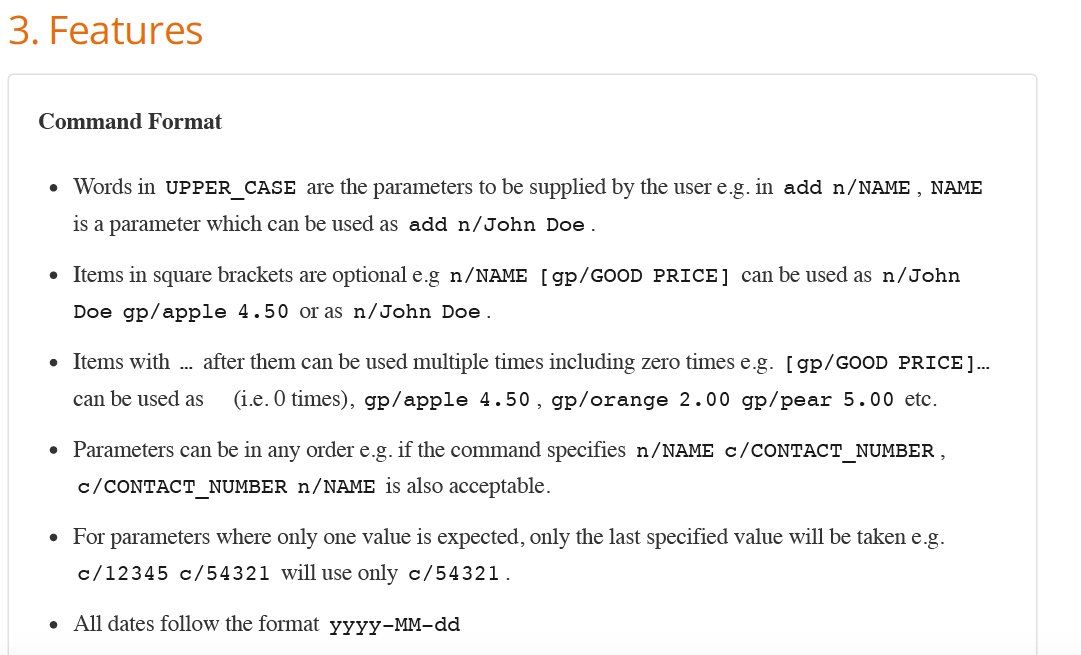 3. Features
Command Format
• Words in UPPER_CASE are the parameters to be supplied by the user e.g. in add n/NAME , NAME
is a parameter which can be used as add n/John Doe .
• Items in square brackets are optional e.g n/NAME [gp/GOOD PRICE] can be used as n/John
Doe gp/apple 4.50 or as n/John Doe .
• Items with … after them can be used multiple times including zero times e.g. [gp/GOOD PRICE]…
can be used as (i.e. 0 times), gp/apple 4.50 , gp/orange 2.00 gp/pear 5.00 etc.
• Parameters can be in any order e.g. if the command specifies n/NAME c/CONTACT_NUMBER ,
c/CONTACT_NUMBER n/NAME is also acceptable.
• For parameters where only one value is expected, only the last specified value will be taken e.g.
c/12345 c/54321 will use only c/54321 .
• All dates follow the format yyyy-MM-dd